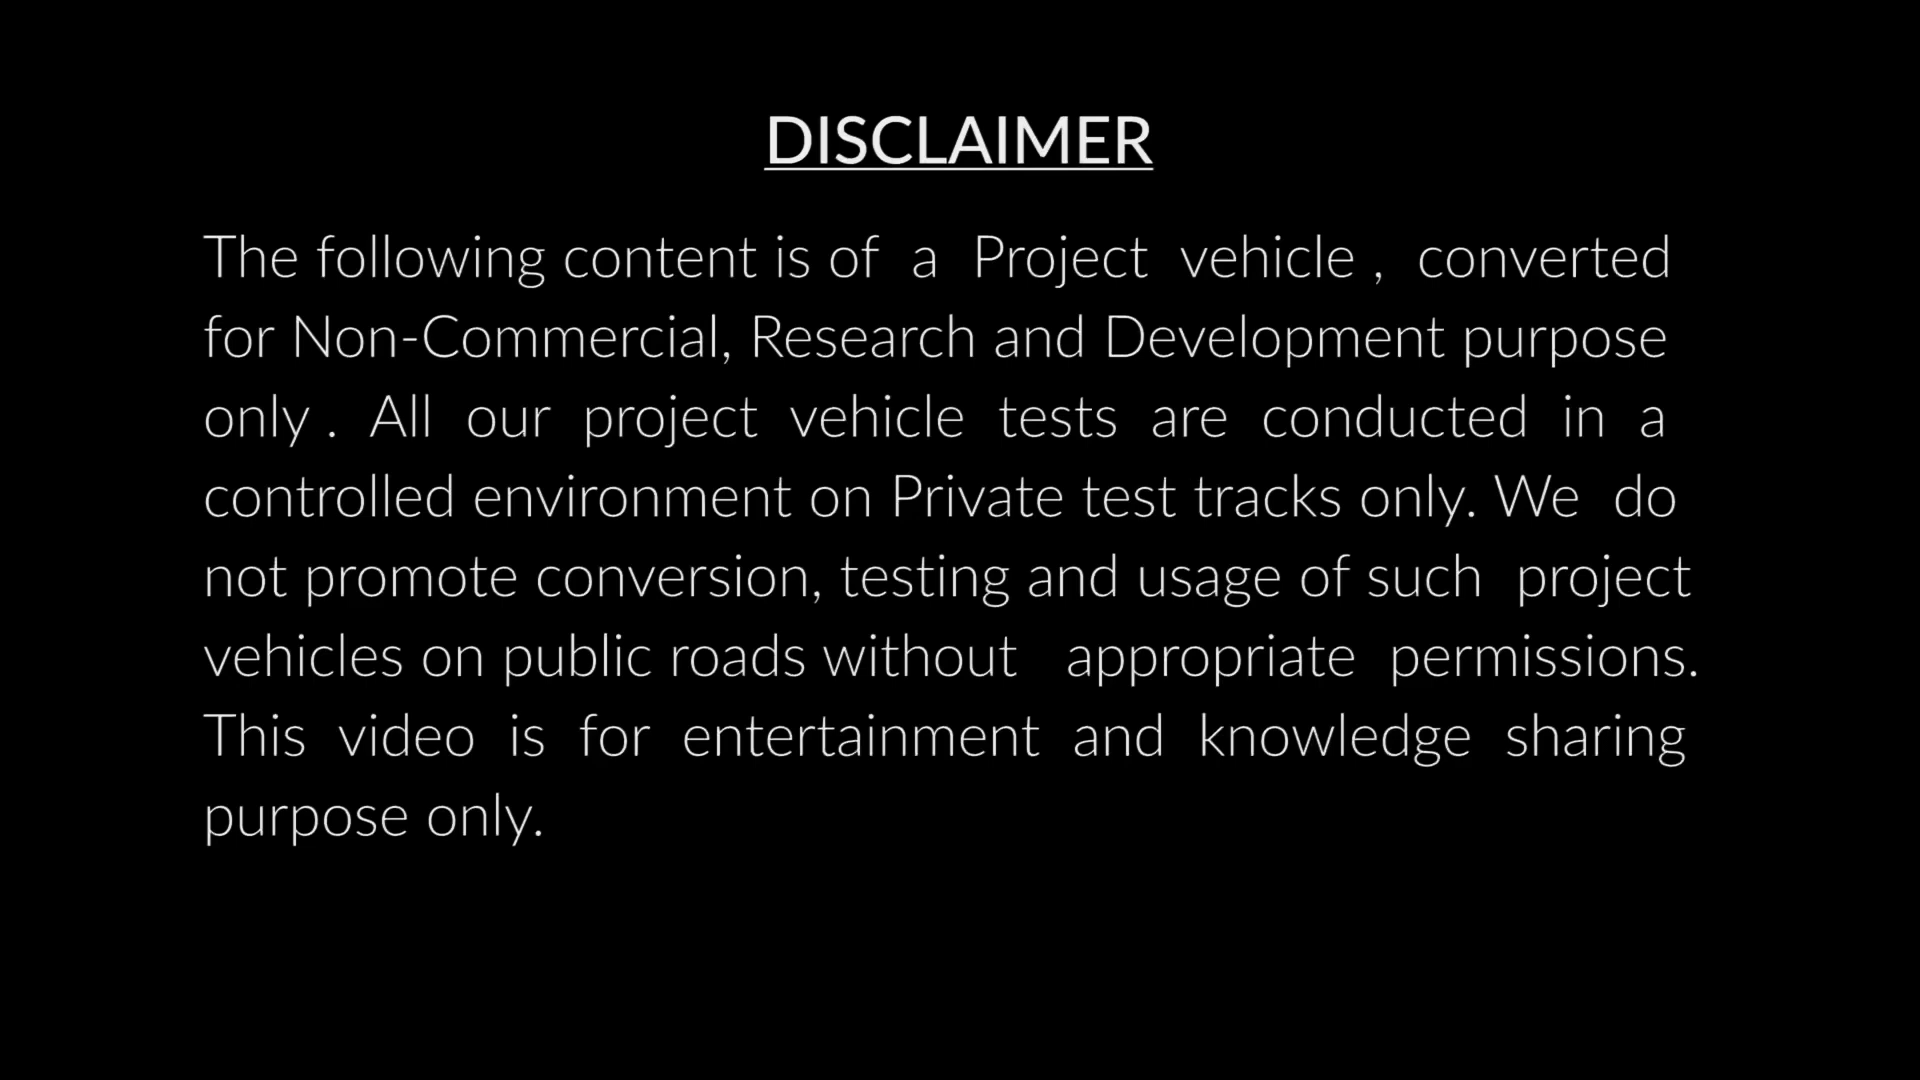 DISCLAIMER
The following content is of a Project vehicle , converted
for Non-Commercial, Research and Development purpose
only . All our project vehicle tests are conducted in a
controlled environment on Private test tracks only. We do
not promote conversion, testing and usage of such project
vehicles on public roads without appropriate permissions.
This video is for entertainment and knowledge sharing
purpose only.